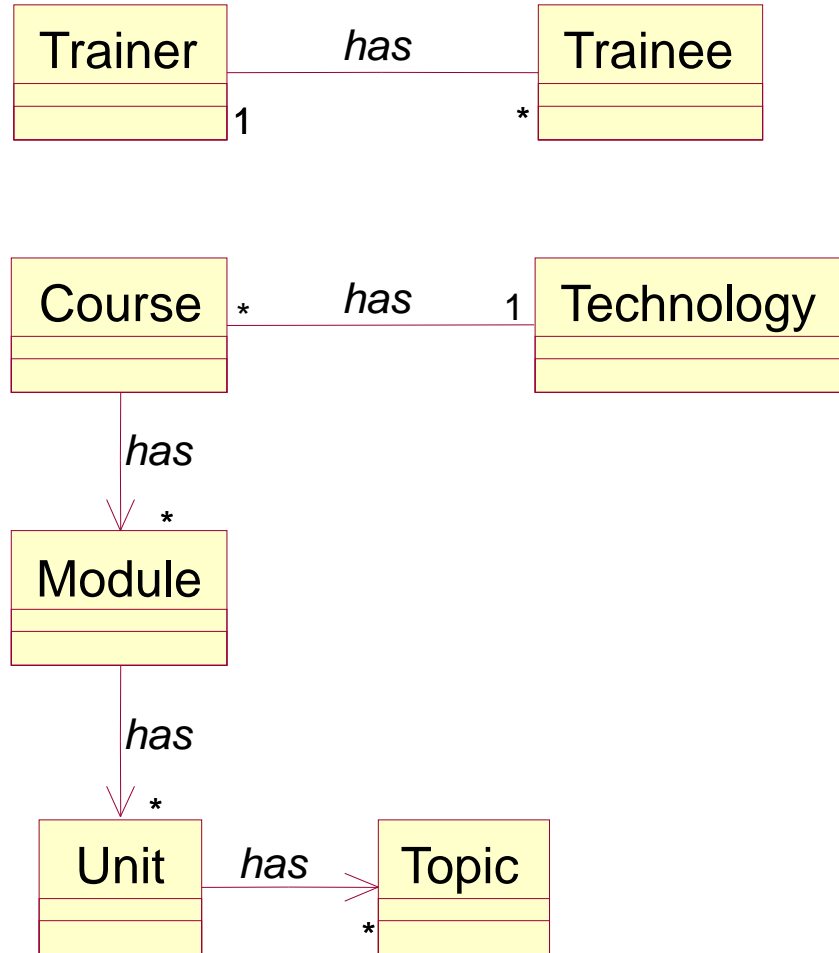 Trainer has Trainee
1 *
Course * has 1 Technology
has
*
Module
has
*
Unit has Topic
*